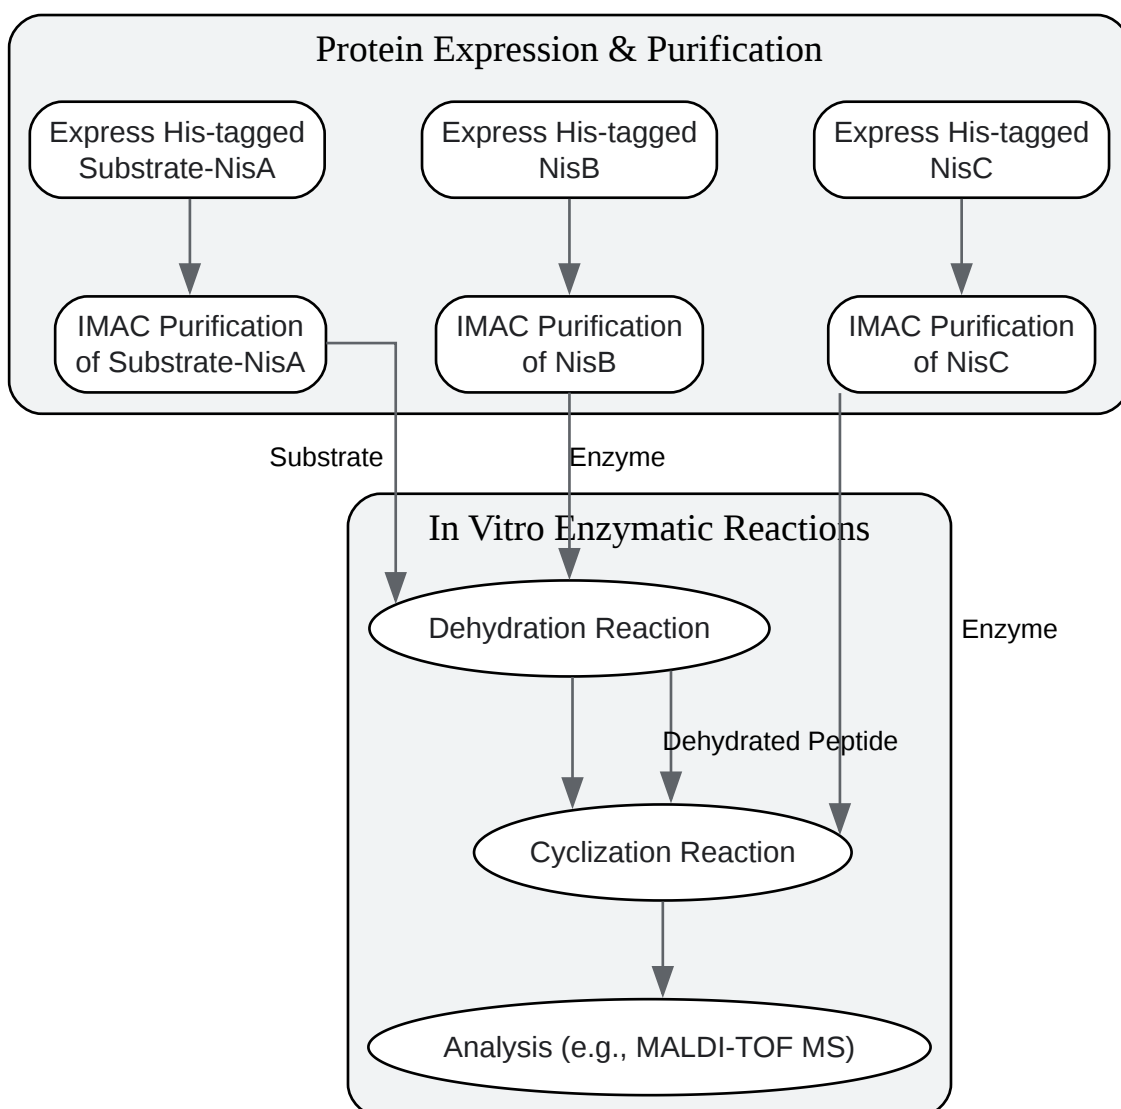 Protein Expression & Purification
Express His-tagged
Substrate-NisA
Express His-tagged
NisB
Express His-tagged
NisC
IMAC Purification
of Substrate-NisA
IMAC Purification
of NisB
IMAC Purification
of NisC
Substrate
Enzyme
In Vitro Enzymatic Reactions
Dehydration Reaction
Enzyme
Dehydrated Peptide
Cyclization Reaction
Analysis (e.g., MALDI-TOF MS)